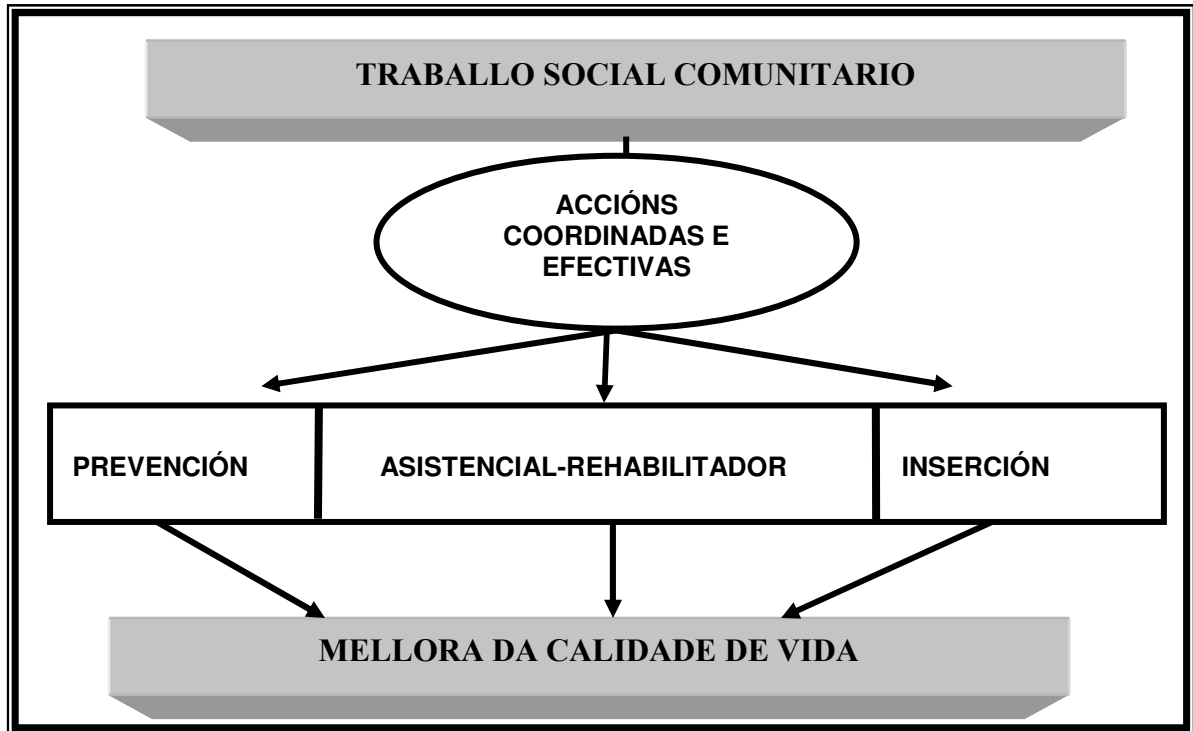 TRABALLO SOCIAL COMUNITARIO
ACCIÓNS
COORDINADAS E
EFECTIVAS
PREVENCIÓN
ASISTENCIAL-REHABILITADOR
INSERCIÓN
MELLORA DA CALIDADE DE VIDA